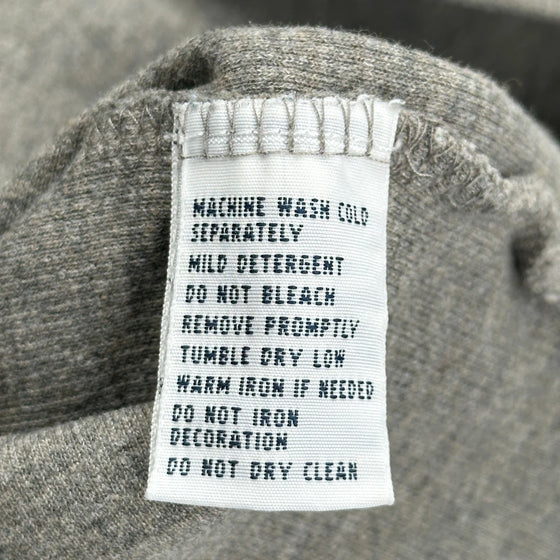 MACHINE WASH COLD
SEPARATELY
MILD DETERGENT
DO NOT BLEACH
REMOVE PROMPTLY
TUMBLE DRY LOW
WARM IRON IF NEEDED
DO NOT IRON
DECORATION
DO NOT DRY CLEAN